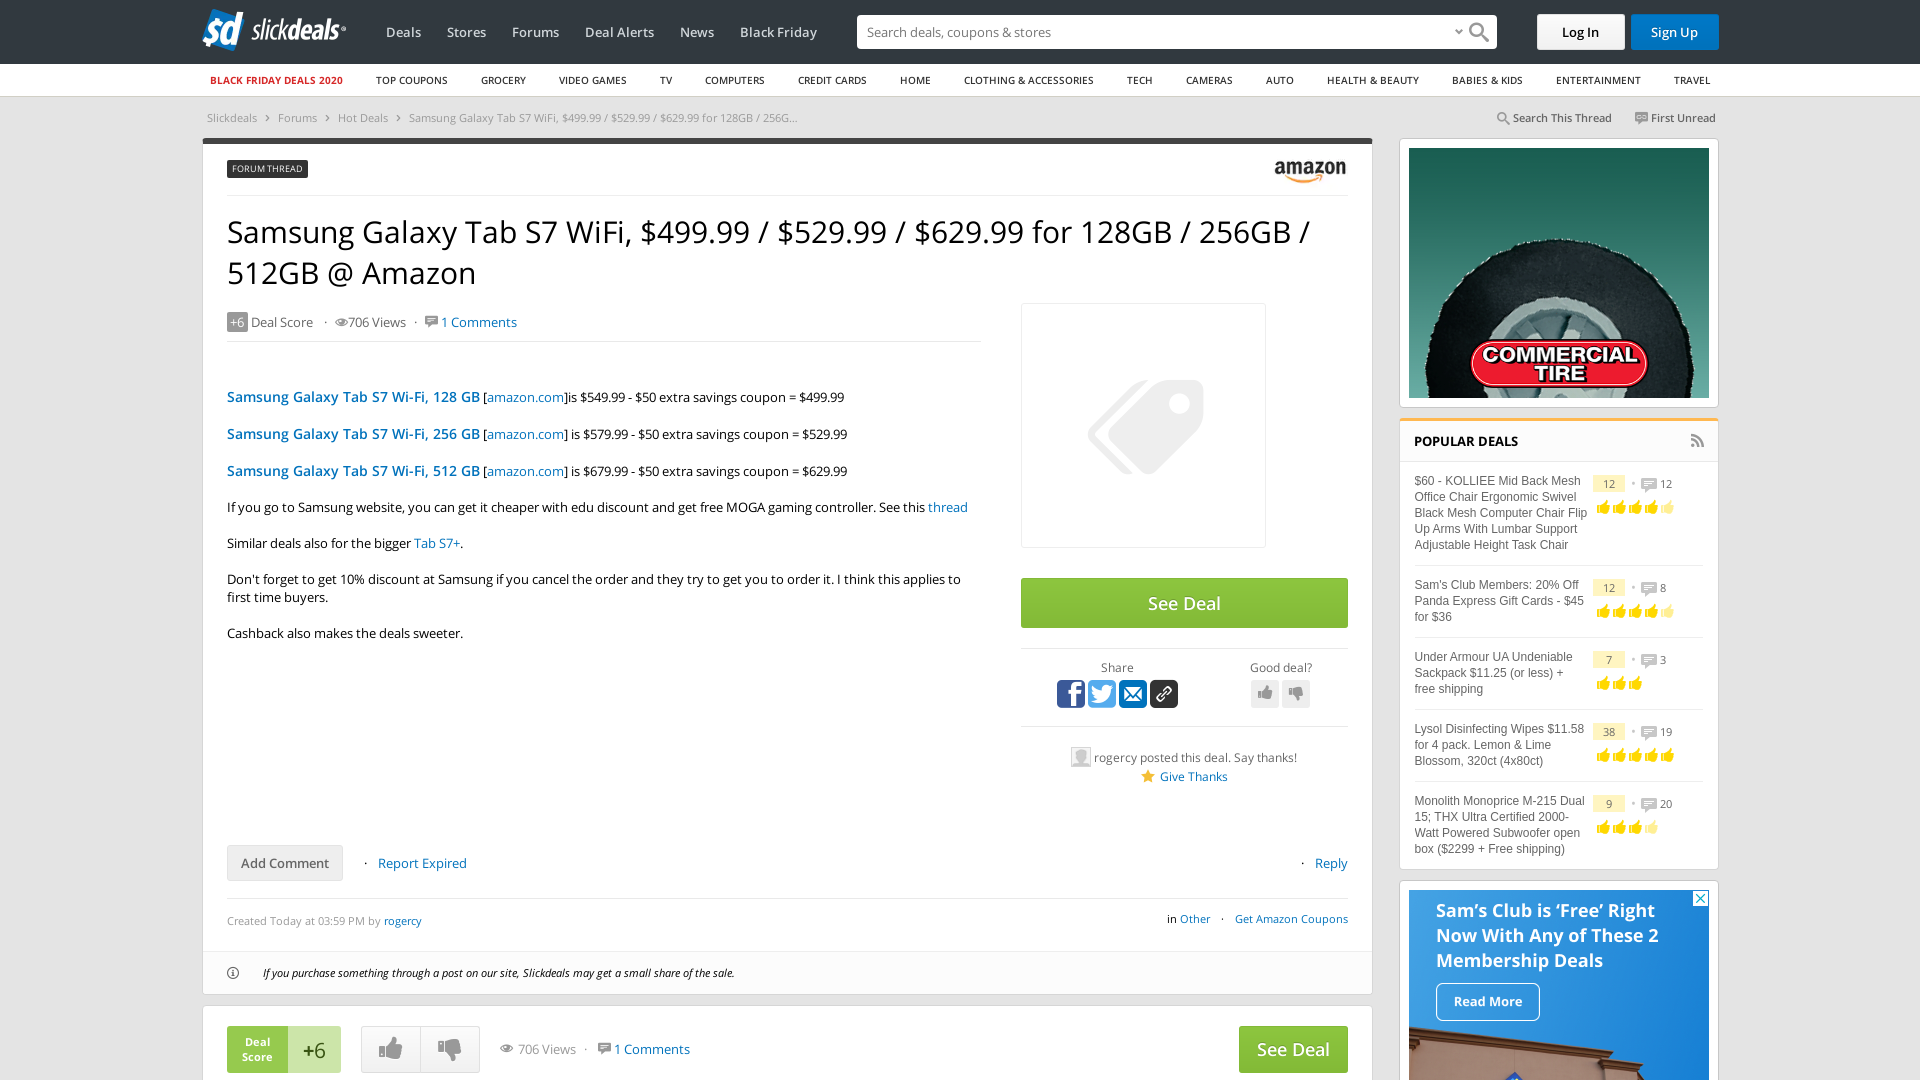 slickdeals
Deals
Stores
Forums
Deal Alerts
News
Black Friday
Search deals, coupons & stores
Log In
Sign Up
BLACK FRIDAY DEALS 2020
TOP COUPONS
GROCERY
VIDEO GAMES
TV
COMPUTERS
CREDIT CARDS
HOME
CLOTHING & ACCESSORIES
TECH
CAMERAS
AUTO
HEALTH & BEAUTY
BABIES & KIDS
ENTERTAINMENT
TRAVEL
Slickdeals > Forums > Hot Deals > Samsung Galaxy Tab S7 WiFi, $499.99 / $529.99 / $629.99 for 128GB / 256G...
Search This Thread
First Unread
FORUM THREAD
amazon
Samsung Galaxy Tab S7 WiFi, $499.99 / $529.99 / $629.99 for 128GB / 256GB /
512GB @ Amazon
+6 Deal Score · 706 Views · 1 Comments
Samsung Galaxy Tab S7 Wi-Fi, 128 GB [amazon.com]is $549.99 - $50 extra savings coupon = $499.99
Samsung Galaxy Tab S7 Wi-Fi, 256 GB [amazon.com] is $579.99 - $50 extra savings coupon = $529.99
Samsung Galaxy Tab S7 Wi-Fi, 512 GB [amazon.com] is $679.99 - $50 extra savings coupon = $629.99
If you go to Samsung website, you can get it cheaper with edu discount and get free MOGA gaming controller. See this thread
Similar deals also for the bigger Tab S7+.
Don't forget to get 10% discount at Samsung if you cancel the order and they try to get you to order it. I think this applies to
first time buyers.
Cashback also makes the deals sweeter.
See Deal
Share
Good deal?
rogercy posted this deal. Say thanks!
Give Thanks
Add Comment
· Report Expired
· Reply
Created Today at 03:59 PM by rogercy
in Other · Get Amazon Coupons
If you purchase something through a post on our site, Slickdeals may get a small share of the sale.
Deal
Score
+6
706 Views · 1 Comments
See Deal
COMMERCIAL
TIRE
POPULAR DEALS
$60 - KOLLIEE Mid Back Mesh
Office Chair Ergonomic Swivel
Black Mesh Computer Chair Flip
Up Arms With Lumbar Support
Adjustable Height Task Chair
12 • 12
Sam's Club Members: 20% Off
Panda Express Gift Cards - $45
for $36
12 • 8
Under Armour UA Undeniable
Sackpack $11.25 (or less) +
free shipping
7 • 3
Lysol Disinfecting Wipes $11.58
for 4 pack. Lemon & Lime
Blossom, 320ct (4x80ct)
38 • 19
Monolith Monoprice M-215 Dual
15; THX Ultra Certified 2000-
Watt Powered Subwoofer open
box ($2299 + Free shipping)
9 • 20
Sam's Club is ‘Free’ Right
Now With Any of These 2
Membership Deals
Read More